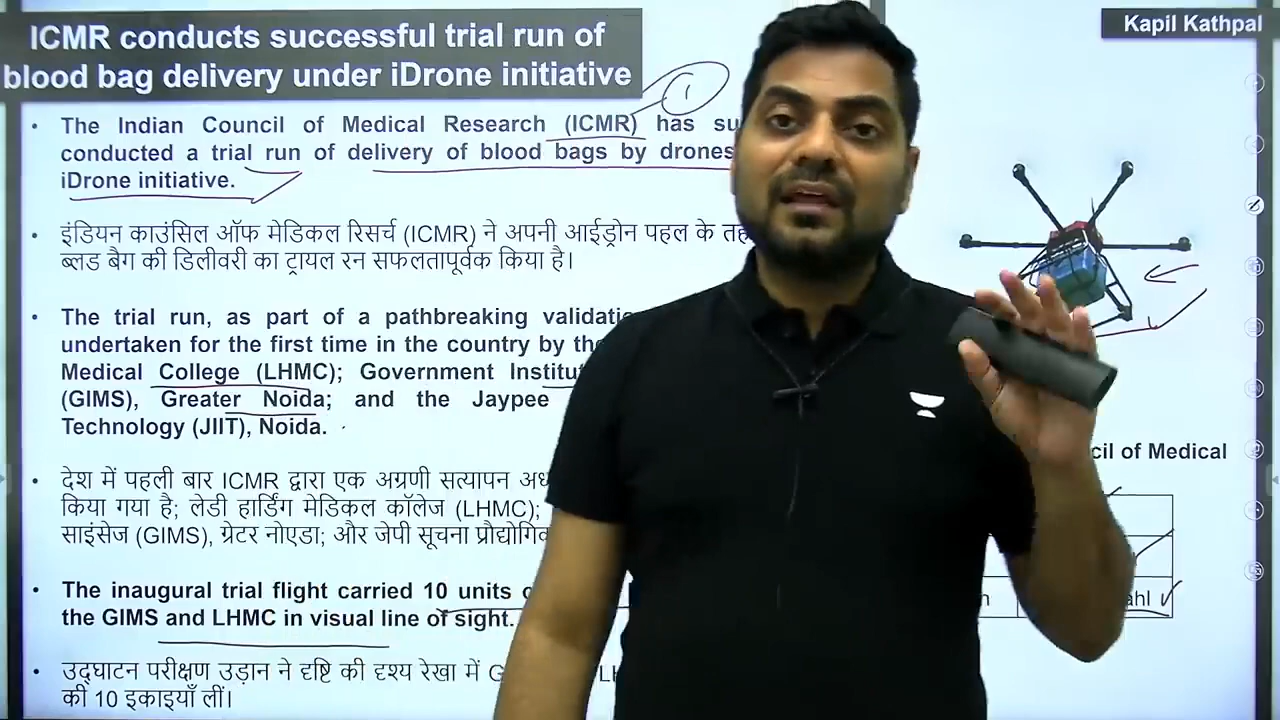 ICMR conducts successful trial run of
blood bag delivery under iDrone initiative
Kapil Kathpal
The Indian Council of Medical Research (ICMR) has
conducted a trial run of delivery of blood bags by drones
iDrone initiative.
इंडियन काउंसिल ऑफ मेडिकल रिसर्च (ICMR) ने अपनी आईड्रोन पहल के
ब्लड बैग की डिलीवरी का ट्रायल रन सफलतापूर्वक किया है।
The trial run, as part of a pathbreaking
undertaken for the first time in the country by
Medical College (LHMC); Government
(GIMS), Greater Noida; and the Jaypee
Technology (JIIT), Noida.
cil of Medical
देश में पहली बार ICMR द्वारा एक अग्रणी सत्यापन
किया गया है; लेडी हार्डिंग मेडिकल कॉलेज (LHMC);
साइंसेज (GIMS), ग्रेटर नोएडा; और जेपी सूचना
The inaugural trial flight carried 10 units
the GIMS and LHMC in visual line of sight.
ahl
उद्घाटन परीक्षण उड़ान ने दृष्टि की दृश्य रेखा में
की 10 इकाइयाँ लीं।